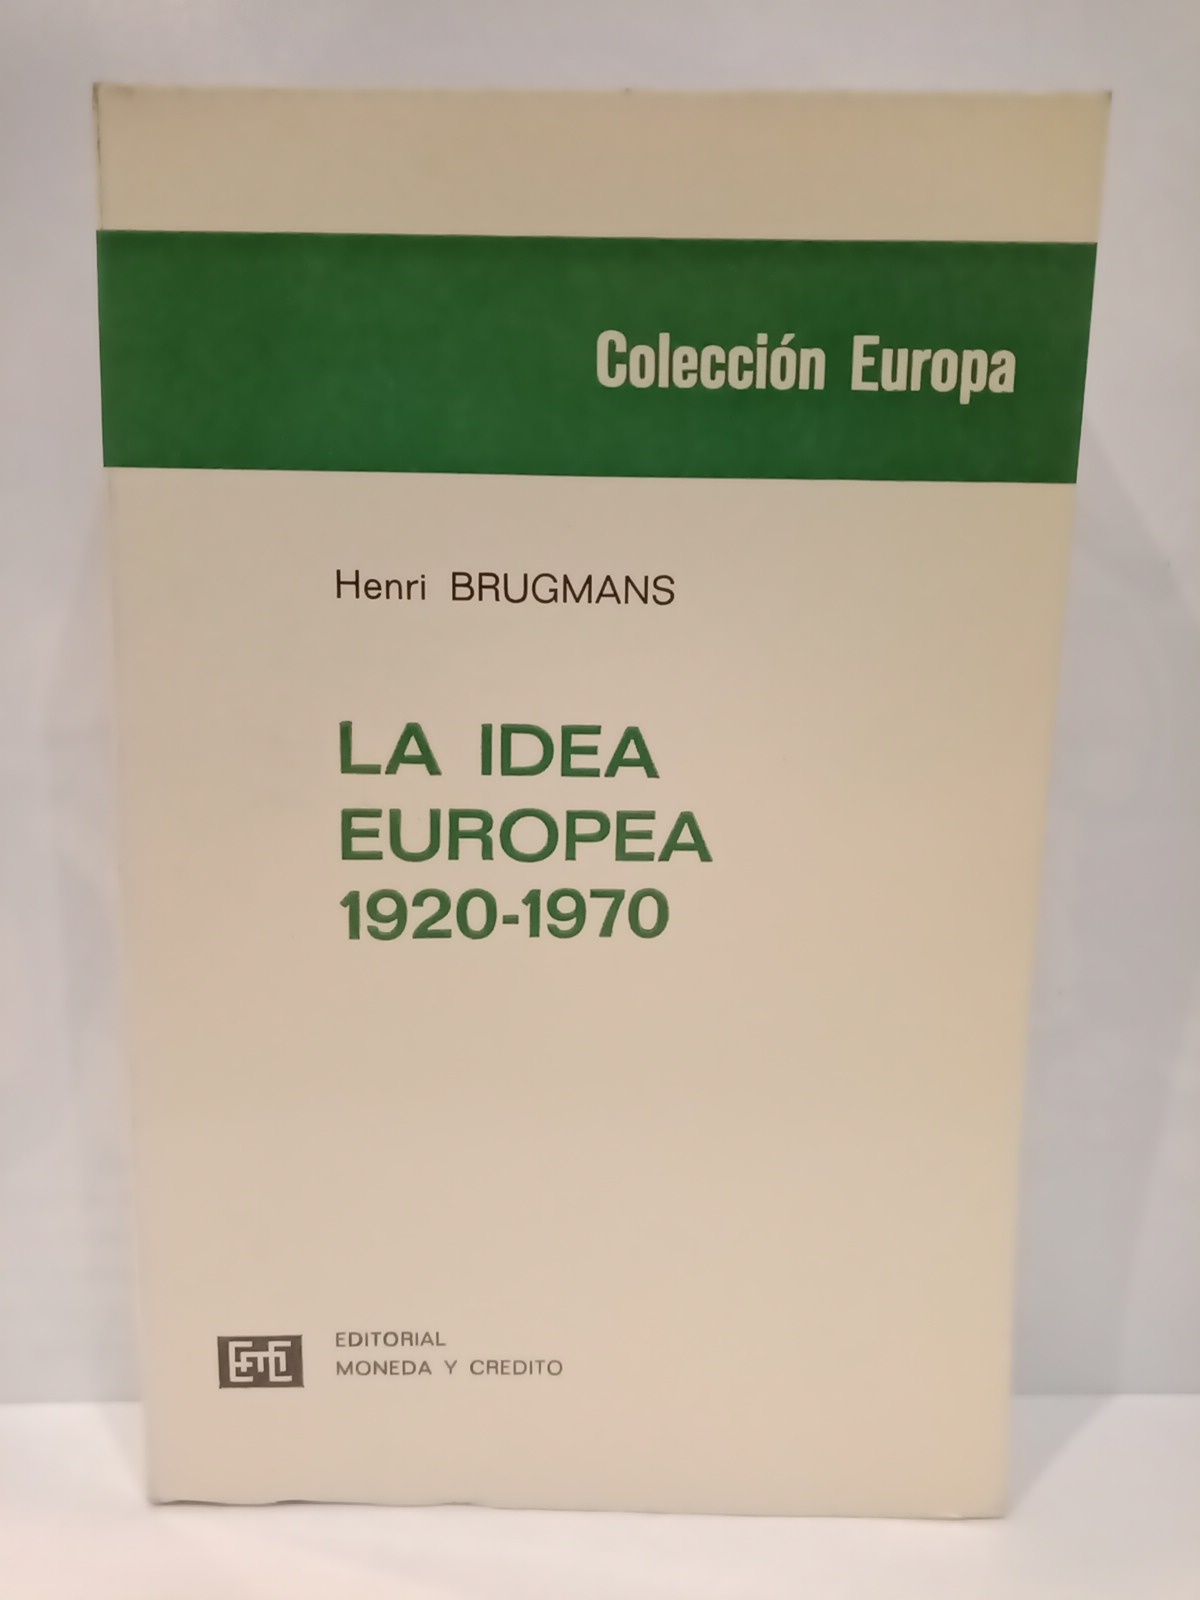 Colección Europa
Henri BRUGMANS
LA IDEA
EUROPEA
1920-1970
EDITORIAL
MONEDA Y CREDITO